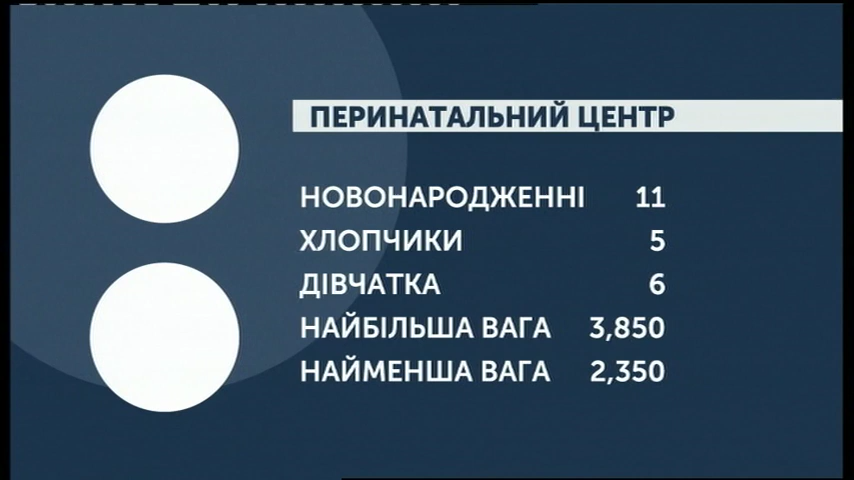 ПЕРИНАТАЛЬНИЙ ЦЕНТР
НОВОНАРОДЖЕННІ 11
ХЛОПЧИКИ 5
ДІВЧАТКА 6
НАЙБІЛЬША ВАГА 3,850
НАЙМЕНША ВАГА 2,350